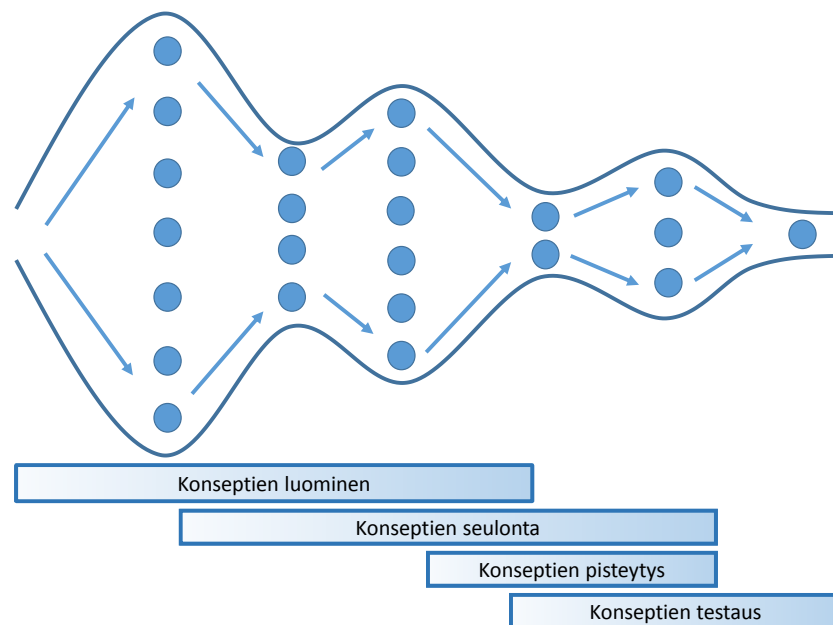 Konseptien luominen
Konseptien seulonta
Konseptien pisteytys
Konseptien testaus